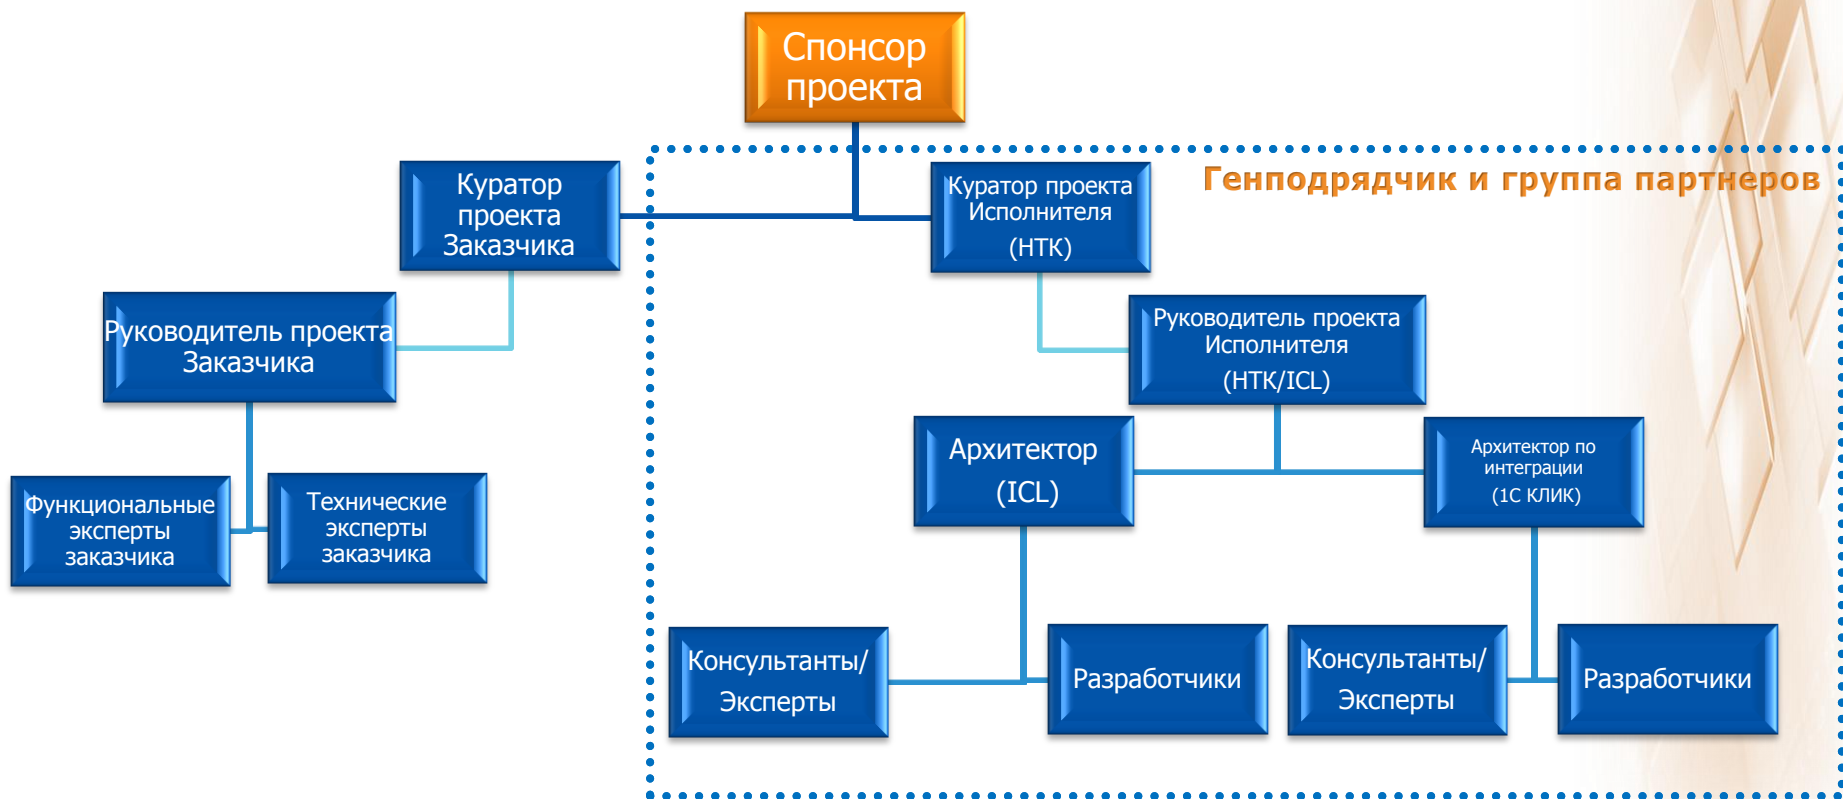 Спонсор
проекта
Генподрядчик и группа партнеров
Куратор
проекта
Заказчика
Куратор проекта
Исполнителя
(НТК)
Руководитель проекта
Заказчика
Руководитель проекта
Исполнителя
(НТК/ICL)
Архитектор
(ICL)
Архитектор по
интеграции
(1С КЛИК)
Функциональные
эксперты
заказчика
Технические
эксперты
заказчика
Консультанты/
Эксперты
Разработчики
Консультанты/
Эксперты
Разработчики